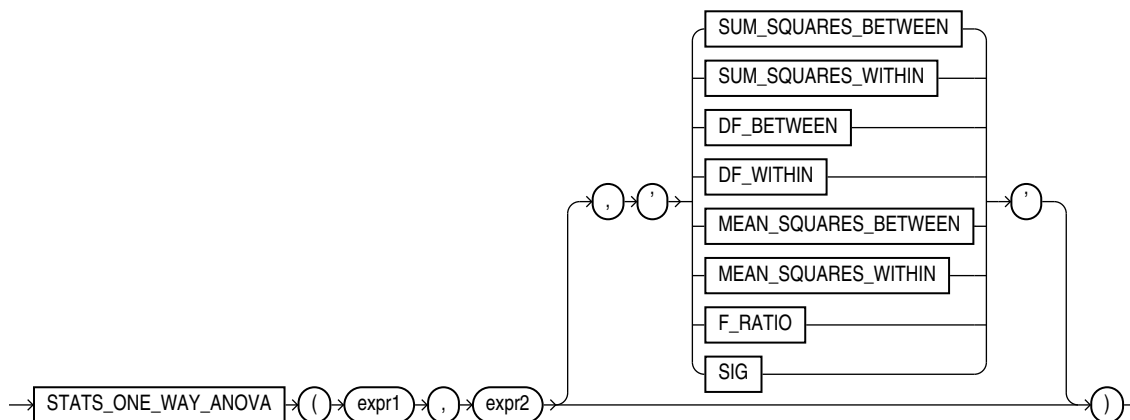 SUM_SQUARES_BETWEEN
SUM_SQUARES_WITHIN
DF_BETWEEN
DF_WITHIN
, ' '
MEAN_SQUARES_BETWEEN
MEAN_SQUARES_WITHIN
F_RATIO
SIG
STATS_ONE_WAY_ANOVA ( expr1 , expr2 )